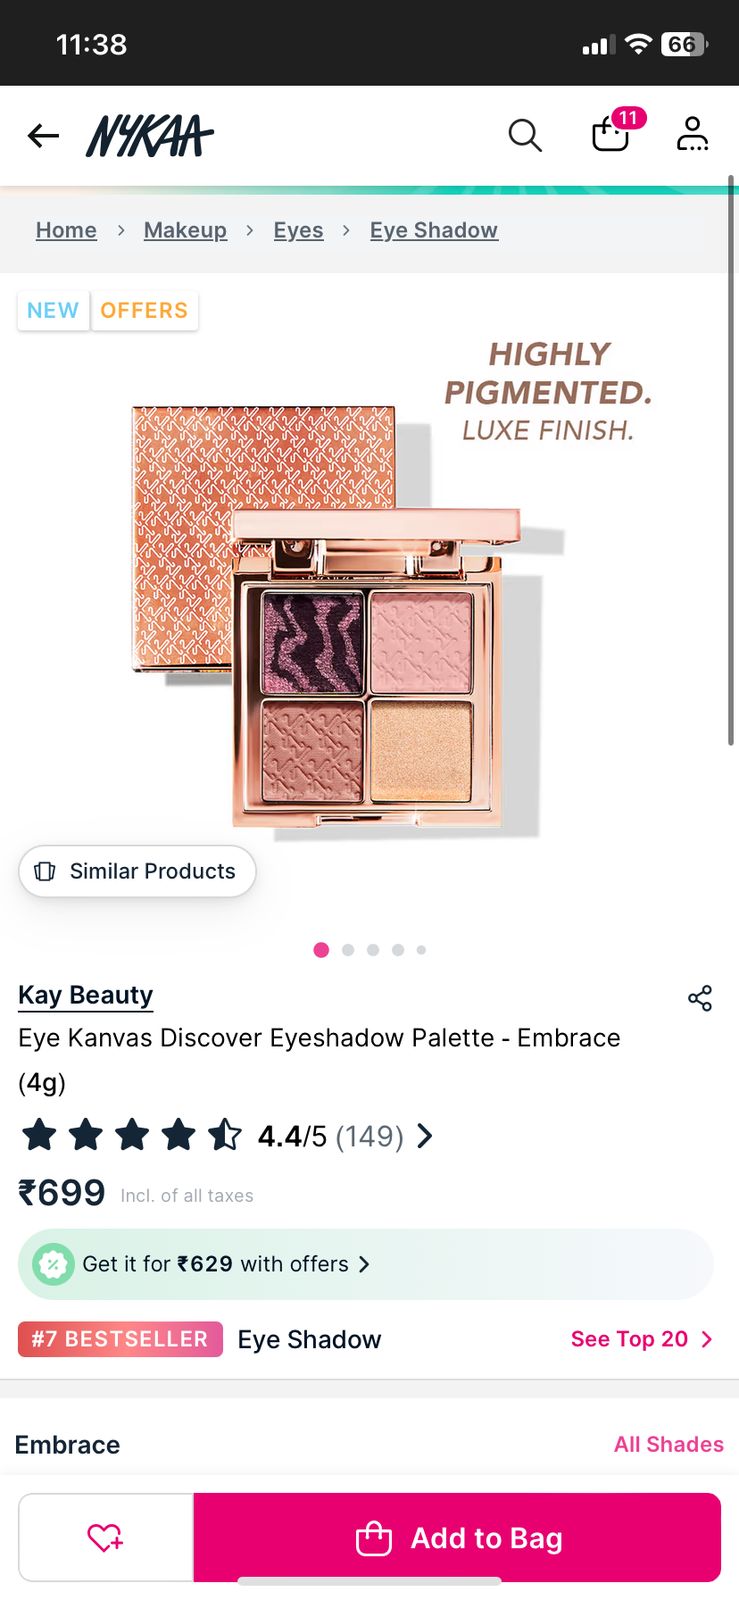 11:38
66
NYKAA
11
Home > Makeup > Eyes > Eye Shadow
NEW OFFERS
HIGHLY
PIGMENTED.
LUXE FINISH.
Similar Products
Kay Beauty
Eye Kanvas Discover Eyeshadow Palette - Embrace
(4g)
4.4/5 (149)
₹699 Incl. of all taxes
Get it for ₹629 with offers
#7 BESTSELLER Eye Shadow See Top 20
Embrace All Shades
Add to Bag